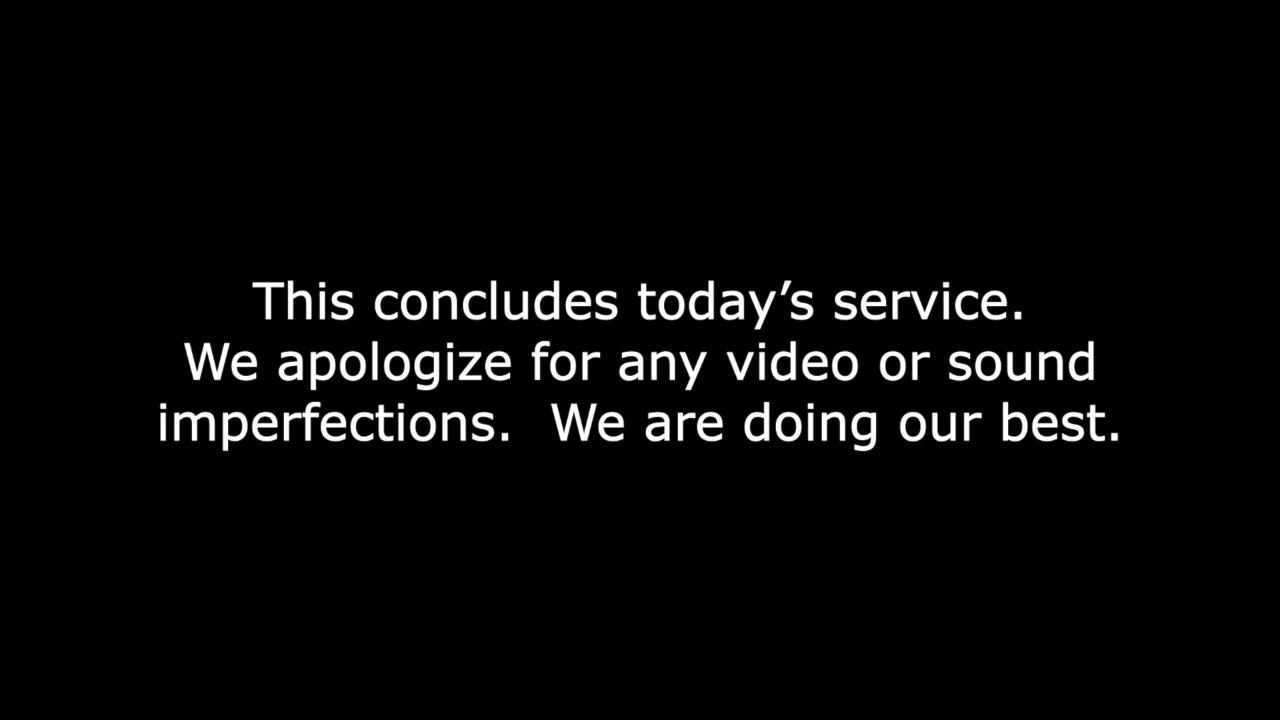 This concludes today’s service.
We apologize for any video or sound
imperfections.  We are doing our best.